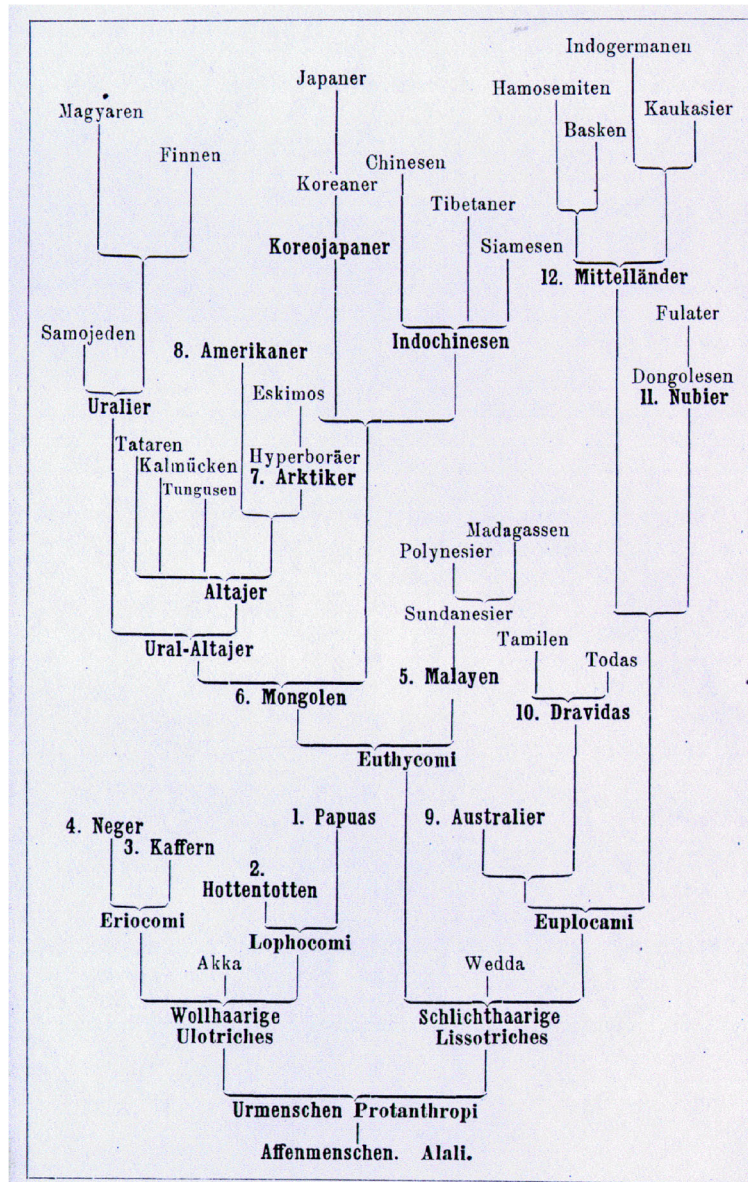 Indogermanen
Japaner
Hamosemiten
Magyaren
Kaukasier
Basken
Finnen
Chinesen
Koreaner
Tibetaner
Koreojapaner
Siamesen
12. Mittelländer
Fulater
Samojeden
Indochinesen
8. Amerikaner
Dongolesen
11. Nubier
Eskimos
Uralier
Tataren
Hyperboräer
Kalmücken
7. Arktiker
Tungusen
Madagassen
Polynesier
Altajer
Sundanesier
Tamilen
Ural-Altajer
Todas
5. Malayen
6. Mongolen
10. Dravidas
Euthycomi
1. Papuas
9. Australier
4. Neger
3. Kaffern
2.
Hottentotten
Eriocomi
Euplocami
Lophocomi
Akka
Wedda
Wollhaarige
Ulotriches
Schlichthaarige
Lissotriches
Urmenschen Protanthropi
Affenmenschen. Alali.